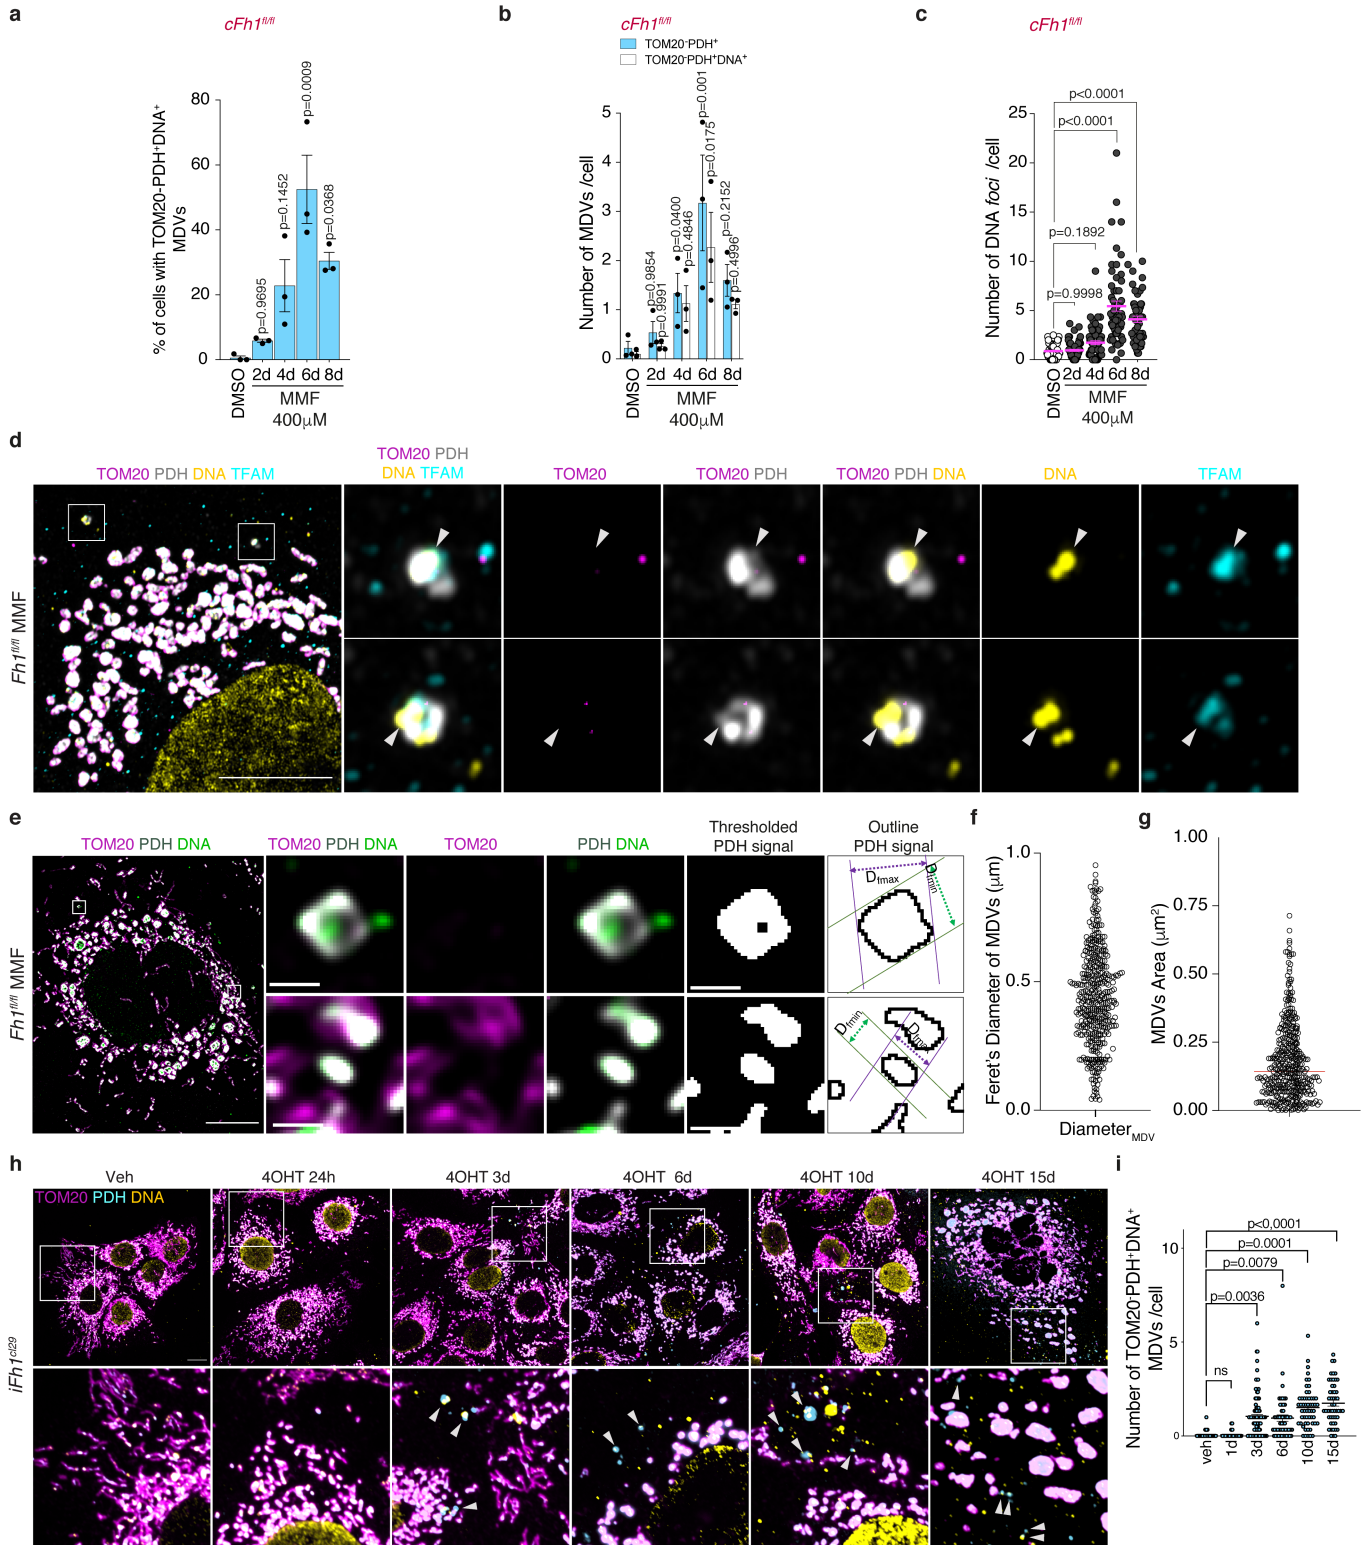 a
cFh1fl/fl
% of cells with TOM20-PDH+DNA+
MDVs
80
60
40
20
0
p=0.9695
p=0.1452
p=0.0009
p=0.0368
DMSO
2d 4d 6d 8d
MMF
400μM
b
cFh1fl/fl
TOM20-PDH+
TOM20-PDH+DNA+
Number of MDVs /cell
5
4
3
2
1
0
p=0.9854
p=0.9991
p=0.0400
p=0.4846
p=0.001
p=0.0175
p=0.2152
p=0.4996
DMSO
2d 4d 6d 8d
MMF
400μM
c
cFh1fl/fl
Number of DNA foci /cell
25
20
15
10
5
0
p<0.0001
p<0.0001
p=0.1892
p=0.9998
DMSO
2d 4d 6d 8d
MMF
400μM
d
TOM20 PDH DNA TFAM
TOM20 PDH
DNA TFAM
TOM20
TOM20 PDH
TOM20 PDH DNA
DNA
TFAM
Fh1fl/fl MMF
e
TOM20 PDH DNA
TOM20 PDH DNA
TOM20
PDH DNA
Thresholded
PDH signal
Outline
PDH signal
Fh1fl/fl MMF
Dfmax
Dfmin
Dfmin
f
Feret's Diameter of MDVs (μm)
1.0
0.5
0.0
DiameterMDV
g
MDVs Area (μm2)
1.00
0.75
0.50
0.25
0.00
h
Veh
4OHT 24h
4OHT 3d
4OHT 6d
4OHT 10d
4OHT 15d
TOM20 PDH DNA
iFh1cl29
i
Number of TOM20-PDH+DNA+
MDVs /cell
10
5
0
p<0,0001
p=0.0001
p=0.0079
p=0.0036
ns
veh
1d
3d
6d
10d
15d